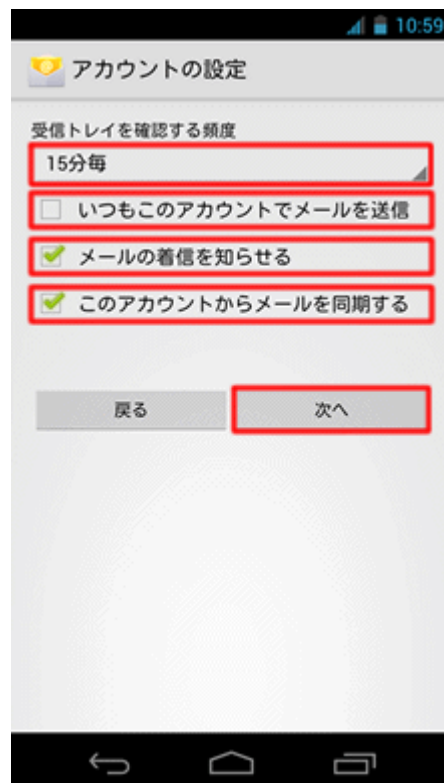 10:59
アカウントの設定
受信トレイを確認する頻度
15分毎
いつもこのアカウントでメールを送信
メールの着信を知らせる
このアカウントからメールを同期する
戻る
次へ